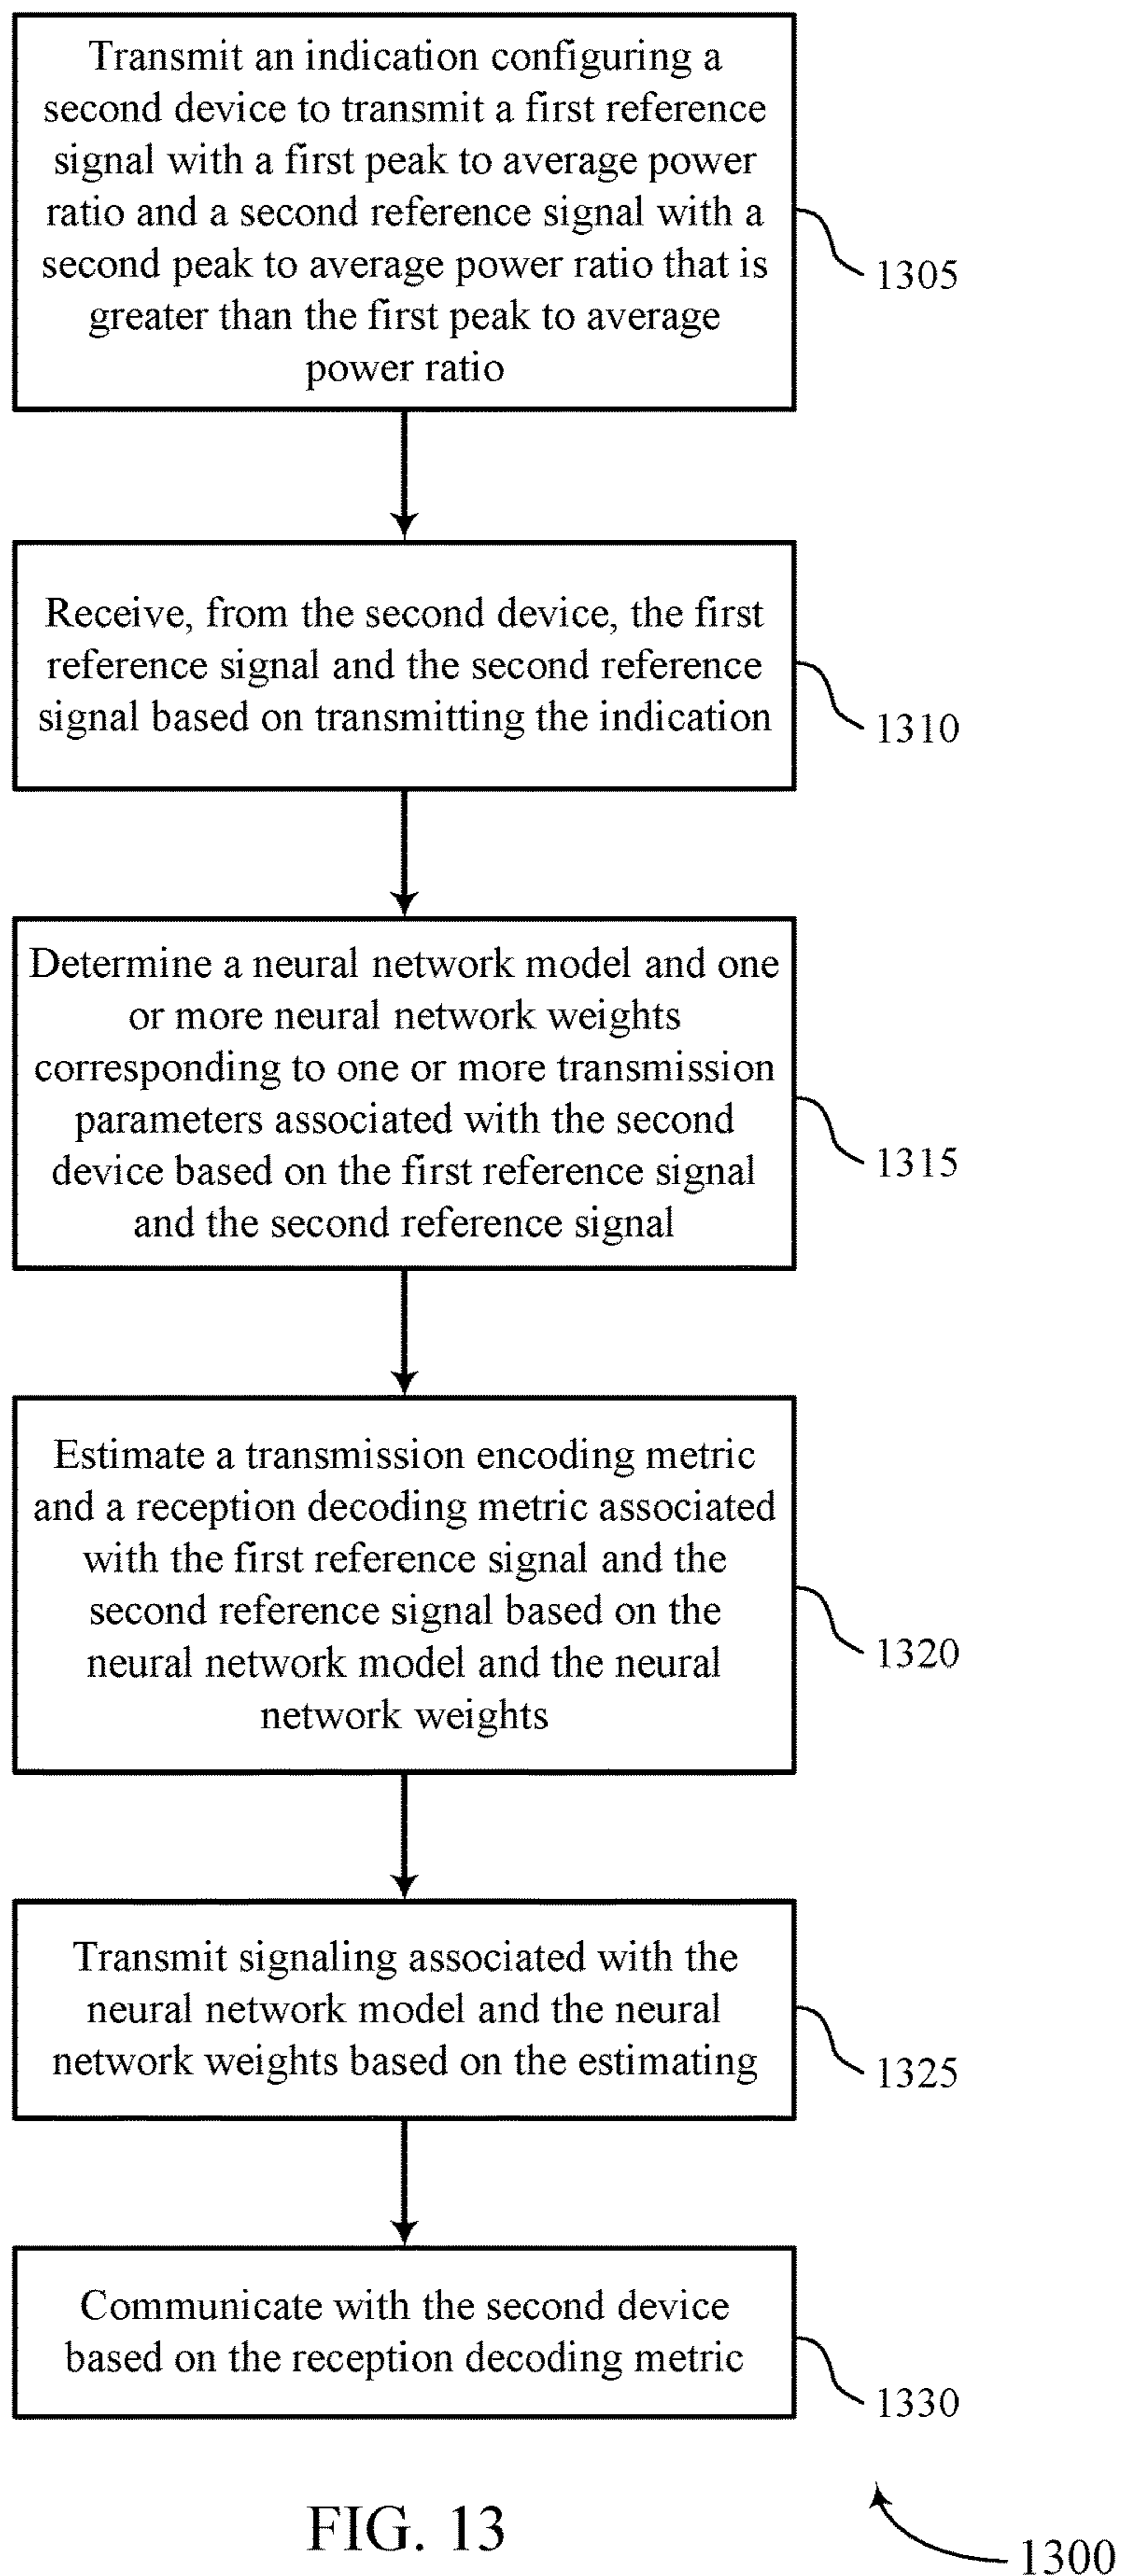 Transmit an indication configuring a
second device to transmit a first reference
signal with a first peak to average power
ratio and a second reference signal with a
second peak to average power ratio that is
greater than the first peak to average
power ratio
1305
Receive, from the second device, the first
reference signal and the second reference
signal based on transmitting the indication
1310
Determine a neural network model and one
or more neural network weights
corresponding to one or more transmission
parameters associated with the second
device based on the first reference signal
and the second reference signal
1315
Estimate a transmission encoding metric
and a reception decoding metric associated
with the first reference signal and the
second reference signal based on the
neural network model and the neural
network weights
1320
Transmit signaling associated with the
neural network model and the neural
network weights based on the estimating
1325
Communicate with the second device
based on the reception decoding metric
1330
FIG. 13
1300